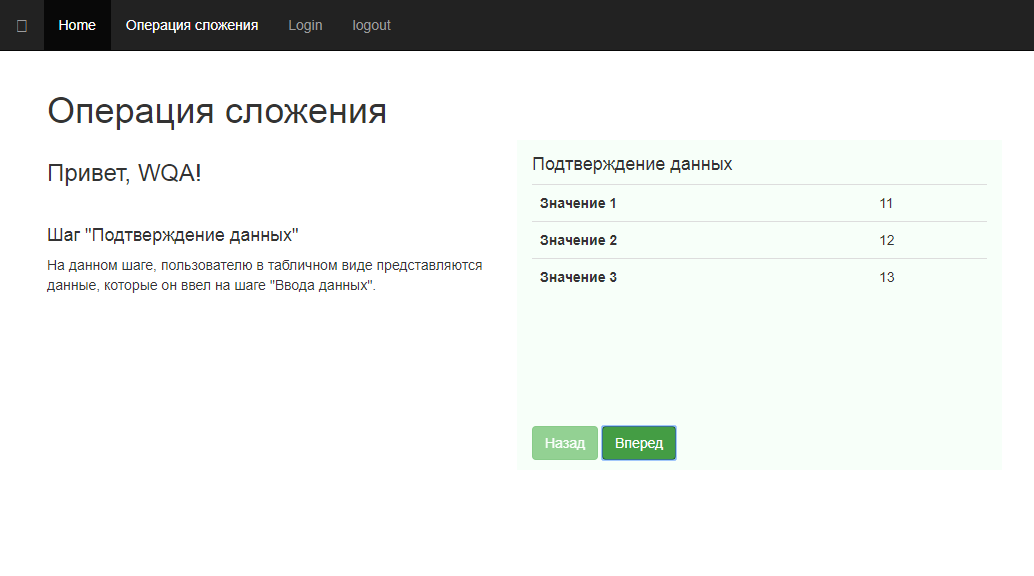 Home Операция сложения Login logout
Операция сложения
Привет, WQA!
Шаг "Подтверждение данных"
На данном шаге, пользователю в табличном виде представляются
данные, которые он ввел на шаге "Ввода данных".
Подтверждение данных
Значение 1 11
Значение 2 12
Значение 3 13
Назад Вперед